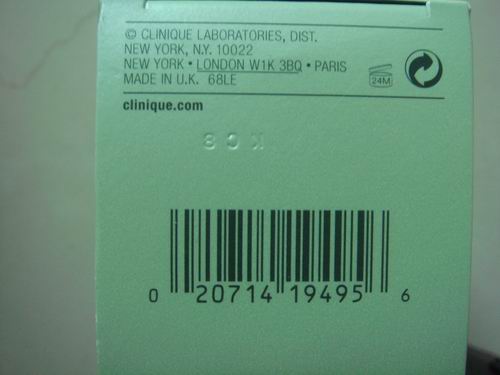 © CLINIQUE LABORATORIES, DIST.
NEW YORK, N.Y. 10022
NEW YORK • LONDON W1K 3BQ • PARIS
MADE IN U.K. 68LE
24M
clinique.com
KC8
0 20714 19495 6